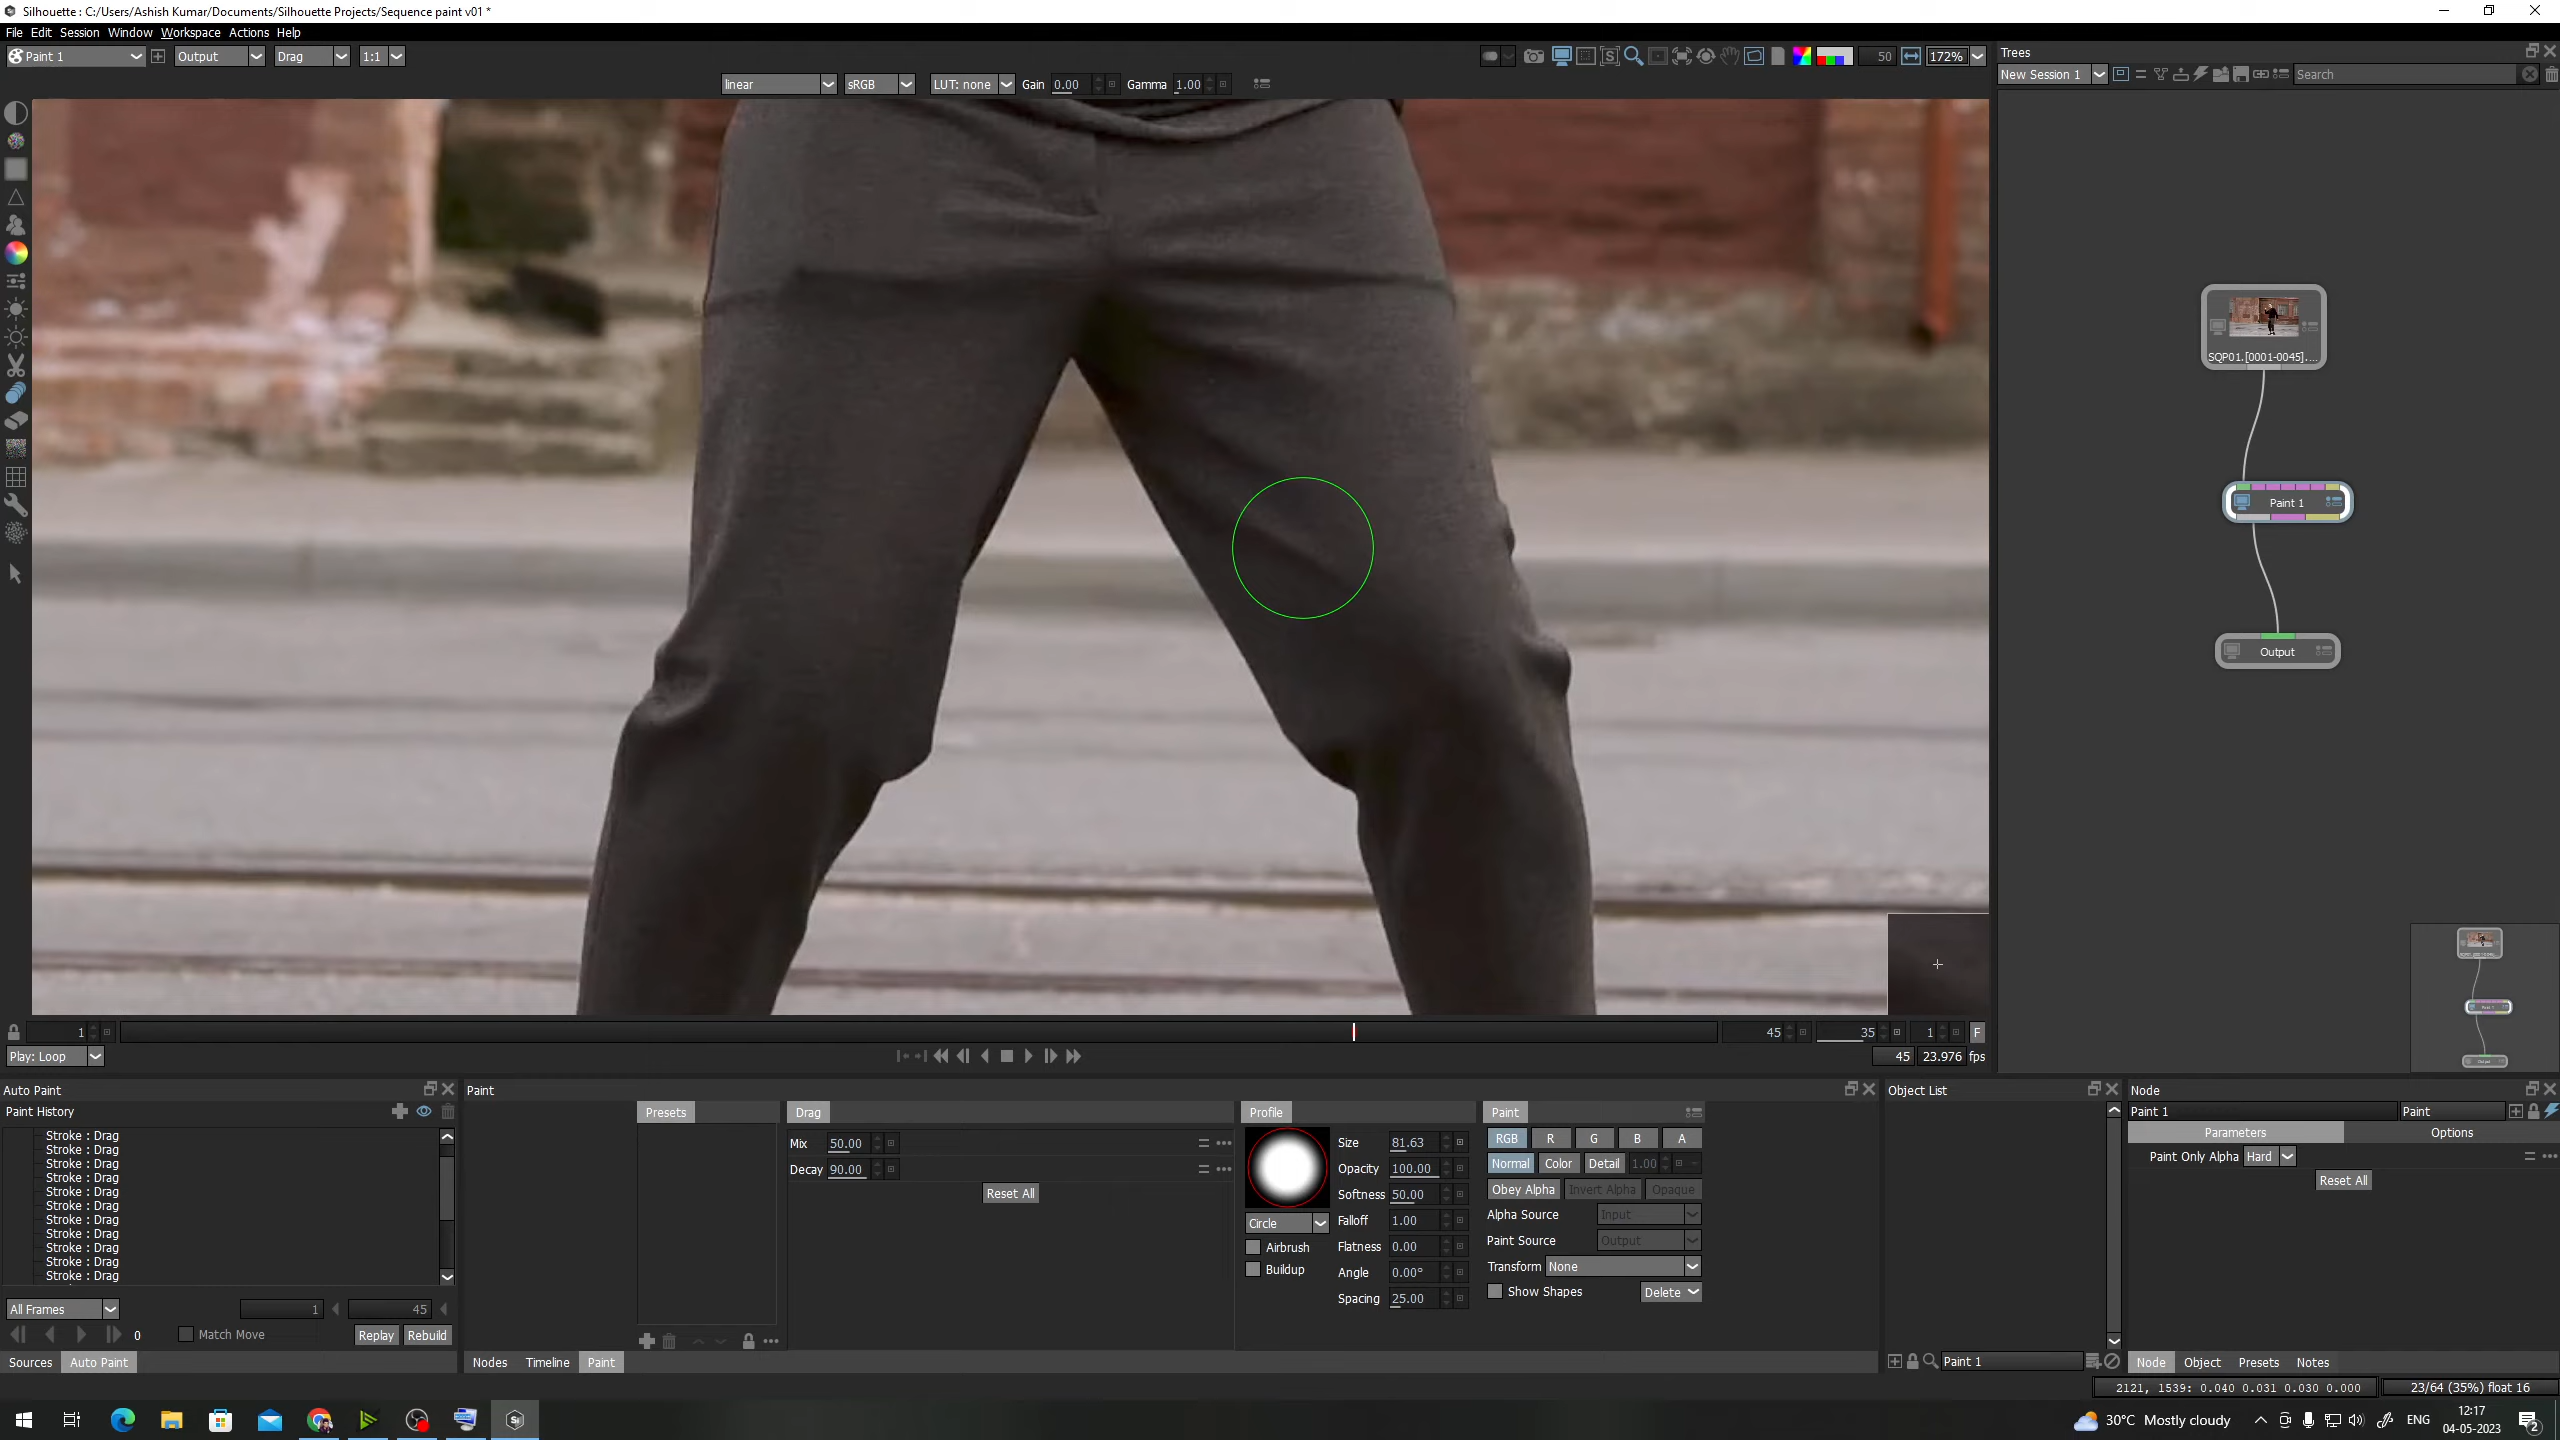 Silhouette : C:/Users/Ashish Kumar/Documents/Silhouette Projects/Sequence paint v01 *
File Edit Session Window Workspace Actions Help
Paint 1 Output Drag 1:1 50 172%
linear sRGB LUT: none Gain 0.00 Gamma 1.00
Trees
New Session 1 Search
SQP01.[0001-0045]....
Paint 1
Output
1 45 35 1 F
Play: Loop 45 23.976 fps
Auto Paint
Paint History
Stroke : Drag
Stroke : Drag
Stroke : Drag
Stroke : Drag
Stroke : Drag
Stroke : Drag
Stroke : Drag
Stroke : Drag
Stroke : Drag
Stroke : Drag
Stroke : Drag
All Frames 1 45
0 Match Move Replay Rebuild
Sources Auto Paint
Paint
Presets
Drag
Mix 50.00
Decay 90.00
Reset All
Nodes Timeline Paint
Profile
Circle
Airbrush
Buildup
Size 81.63
Opacity 100.00
Softness 50.00
Falloff 1.00
Flatness 0.00
Angle 0.00°
Spacing 25.00
Paint
RGB R G B A
Normal Color Detail 1.00
Obey Alpha Invert Alpha Opaque
Alpha Source Input
Paint Source Output
Transform None
Show Shapes Delete
Object List
Paint 1
Node
Paint 1 Paint
Parameters Options
Paint Only Alpha Hard
Reset All
Node Object Presets Notes
2121, 1539: 0.040 0.031 0.030 0.000 23/64 (35%) float 16
30°C Mostly cloudy ENG 12:17
04-05-2023 2